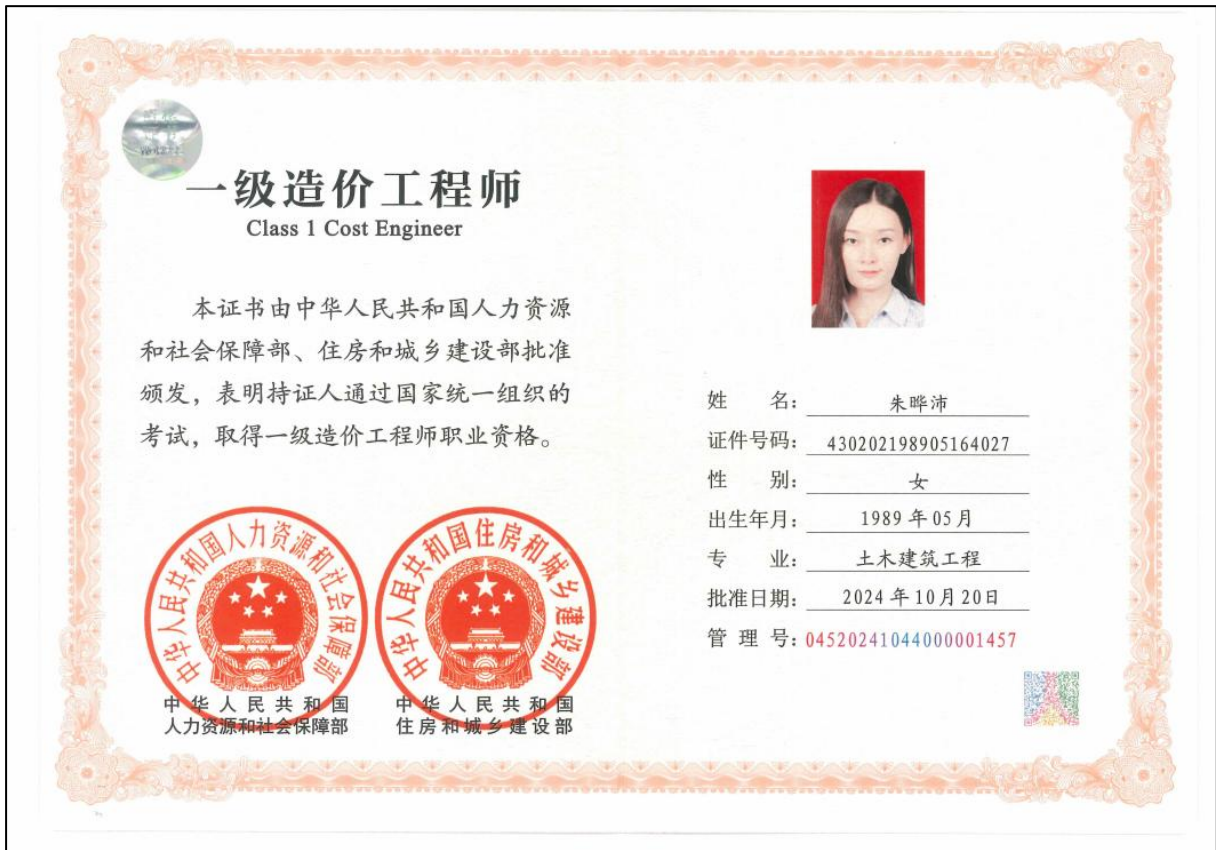 一级造价工程师
Class 1 Cost Engineer
本证书由中华人民共和国人力资源
和社会保障部、住房和城乡建设部批准
颁发，表明持证人通过国家统一组织的
考试，取得一级造价工程师职业资格。
中华人民共和国人力资源和社会保障部
中华人民共和国住房和城乡建设部
中华人民共和国
人力资源和社会保障部
中华人民共和国
住房和城乡建设部
姓 名：朱晔沛
证件号码：430202198905164027
性 别：女
出生年月：1989年05月
专 业：土木建筑工程
批准日期：2024年10月20日
管 理 号：04520241044000001457